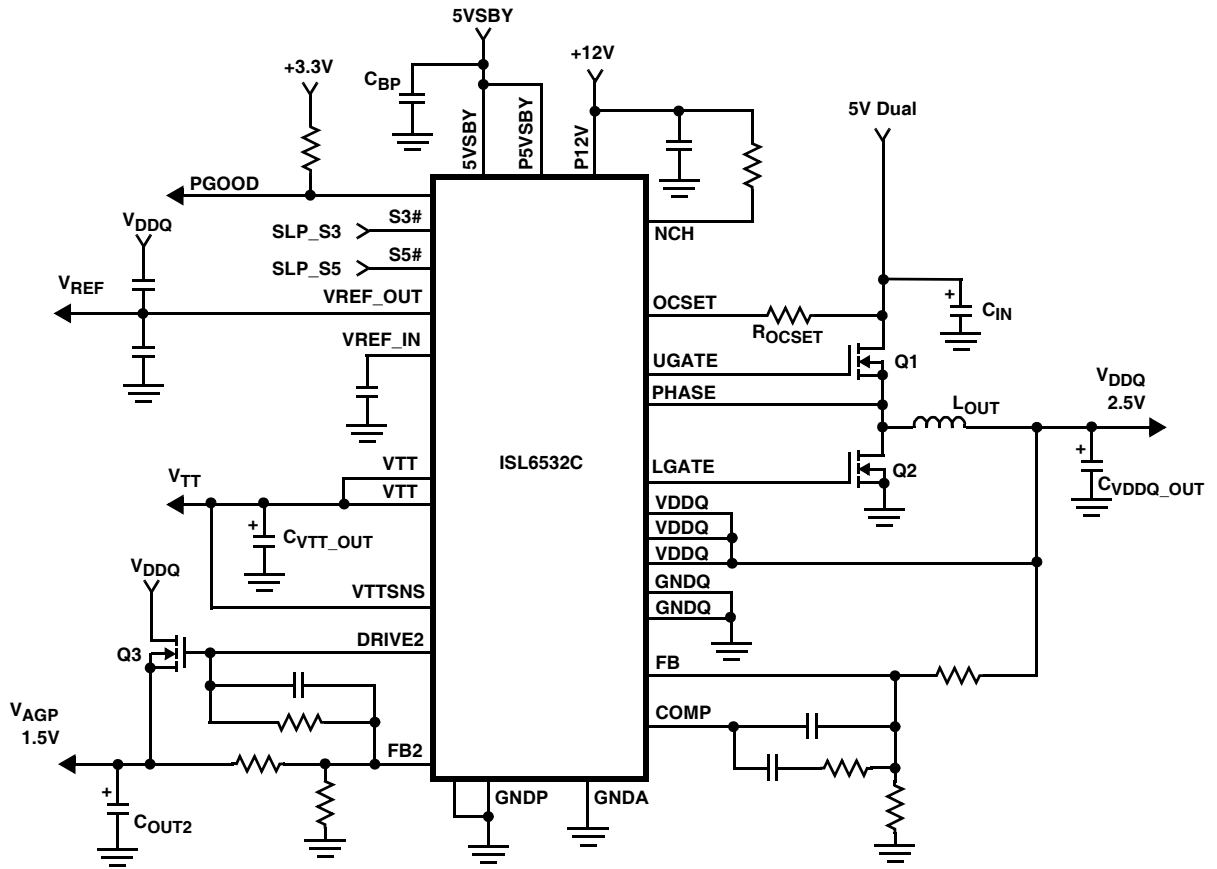 5VSBY
+12V
+3.3V
CBP
5V Dual
5VSBY
P5VSBY
P12V
PGOOD
S3#
SLP_S3
NCH
VDDQ
S5#
SLP_S5
VREF
VREF_OUT
OCSET
+
CIN
ROCSET
VREF_IN
UGATE
Q1
PHASE
VDDQ
2.5V
LOUT
ISL6532C
VTT
LGATE
Q2
VTT
VTT
+
CVDDQ_OUT
VDDQ
+
CVTT_OUT
VDDQ
VDDQ
VDDQ
VTTSNS
GNDQ
GNDQ
DRIVE2
Q3
FB
VAGP
1.5V
COMP
FB2
+
COUT2
GNDP
GNDA